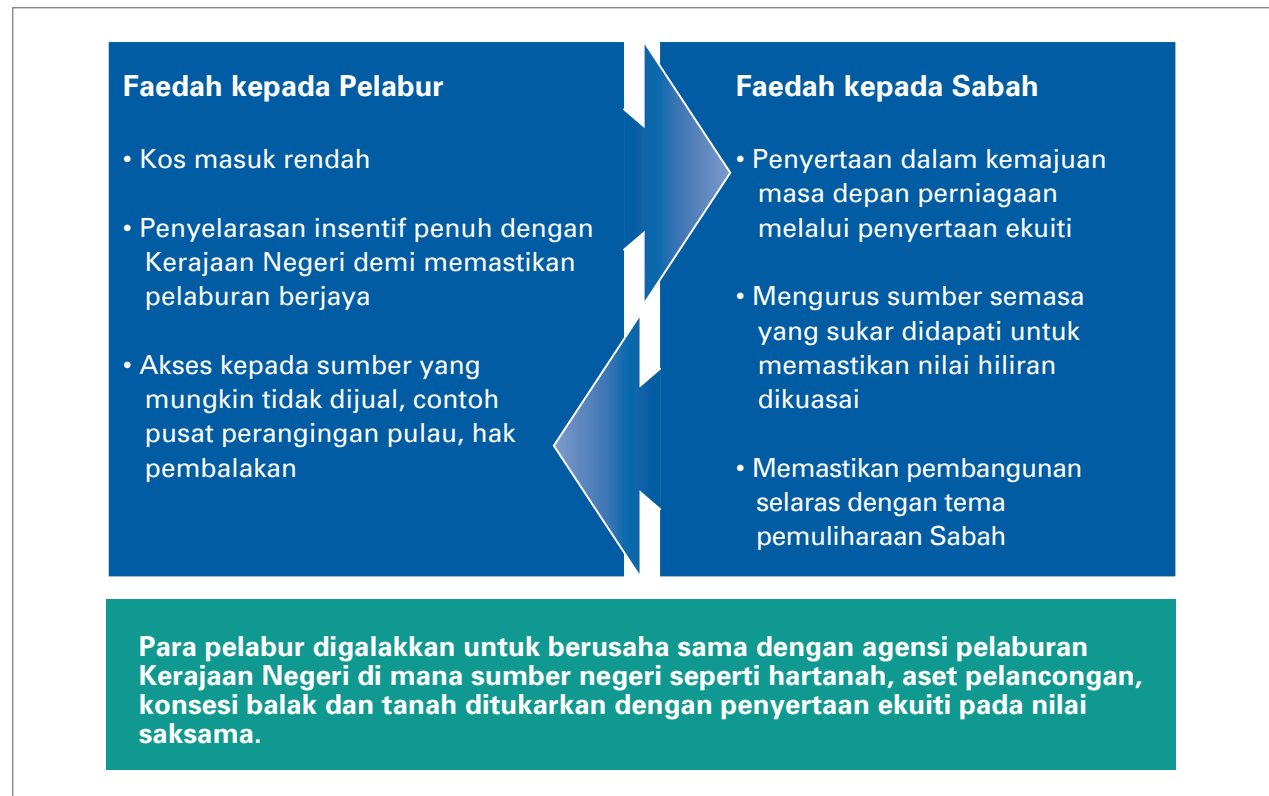 Faedah kepada Pelabur
• Kos masuk rendah
• Penyelarasan insentif penuh dengan
Kerajaan Negeri demi memastikan
pelaburan berjaya
• Akses kepada sumber yang
mungkin tidak dijual, contoh
pusat perangingan pulau, hak
pembalakan
Faedah kepada Sabah
• Penyertaan dalam kemajuan
masa depan perniagaan
melalui penyertaan ekuiti
• Mengurus sumber semasa
yang sukar didapati untuk
memastikan nilai hiliran
dikuasai
• Memastikan pembangunan
selaras dengan tema
pemuliharaan Sabah
Para pelabur digalakkan untuk berusaha sama dengan agensi pelaburan
Kerajaan Negeri di mana sumber negeri seperti hartanah, aset pelancongan,
konsesi balak dan tanah ditukarkan dengan penyertaan ekuiti pada nilai
saksama.